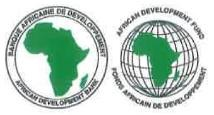 BANQUE AFRICAINE DE DEVELOPPEMENT
AFRICAN DEVELOPMENT BANK
AFRICAN DEVELOPMENT FUND
FONDS AFRICAIN DE DEVELOPPEMENT